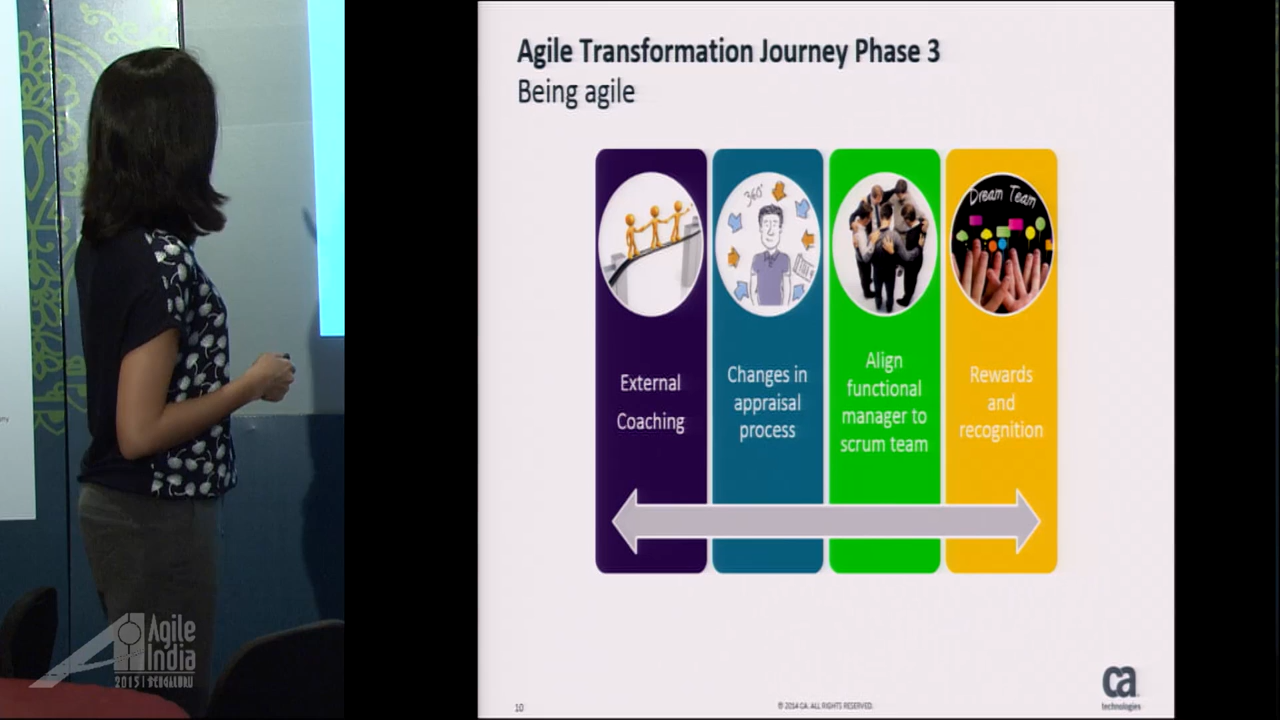 Agile Transformation Journey Phase 3
Being agile
360°
Dream Team
External
Coaching
Changes in
appraisal
process
Align
functional
manager to
scrum team
Rewards
and
recognition
Agile
India
2015 | BENGALURU
10
© 2014 CA. ALL RIGHTS RESERVED.
ca
technologies